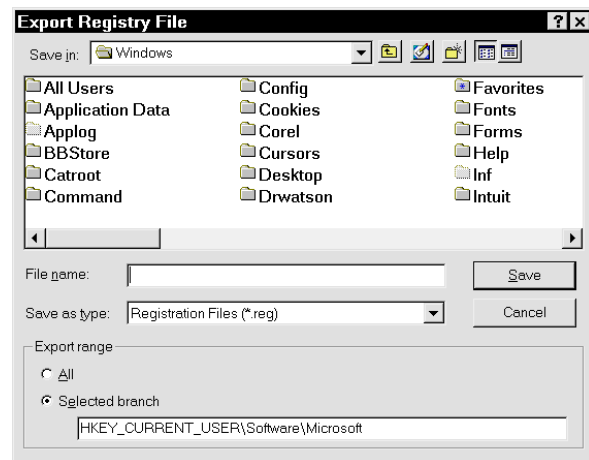 Export Registry File
Save in: Windows
All Users Config Favorites
Application Data Cookies Fonts
Applog Corel Forms
BBStore Cursors Help
Catroot Desktop Inf
Command Drwatson Intuit
File name: Save
Save as type: Registration Files (*.reg) Cancel
Export range
All
Selected branch
HKEY_CURRENT_USER\Software\Microsoft